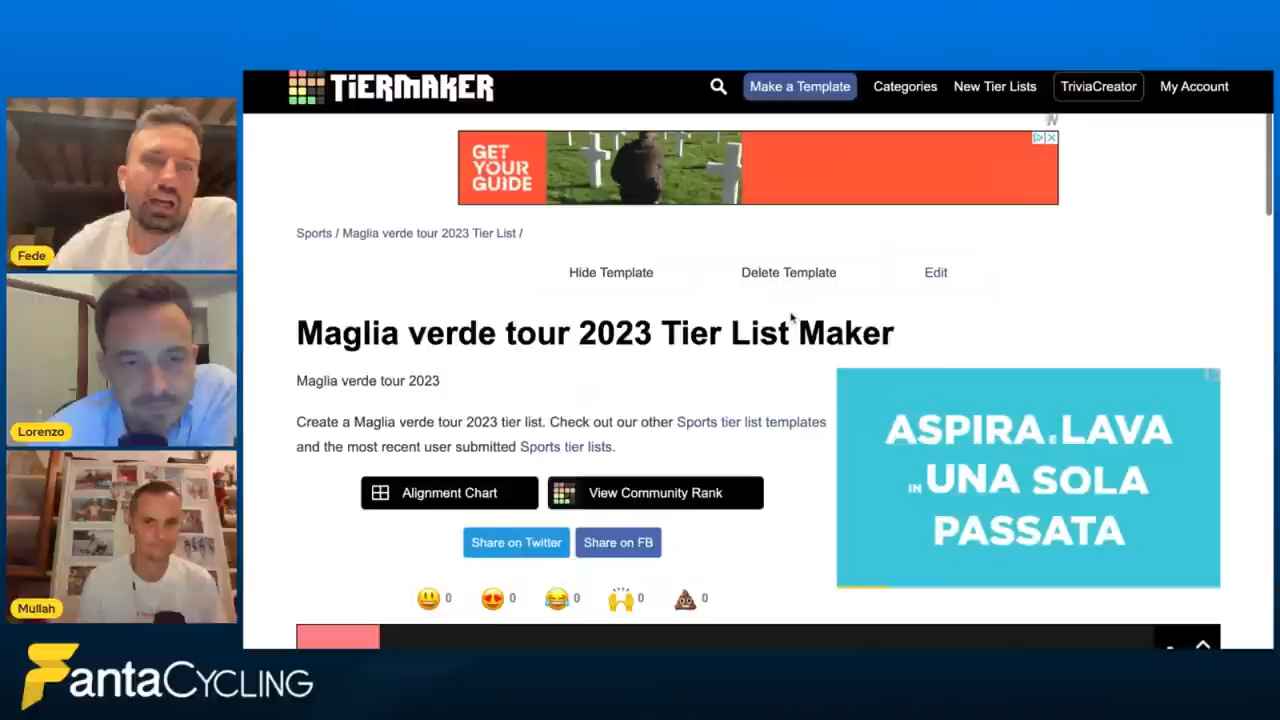 TiERMAKER
Make a Template
Categories
New Tier Lists
TriviaCreator
My Account
GET
YOUR
GUIDE
Sports / Maglia verde tour 2023 Tier List /
Hide Template
Delete Template
Edit
Maglia verde tour 2023 Tier List Maker
Maglia verde tour 2023
Create a Maglia verde tour 2023 tier list. Check out our other Sports tier list templates
and the most recent user submitted Sports tier lists.
Alignment Chart
View Community Rank
Share on Twitter
Share on FB
0
0
0
0
0
ASPIRA E LAVA
IN UNA SOLA
PASSATA
Fede
Lorenzo
Mullah
FantaCYCLING